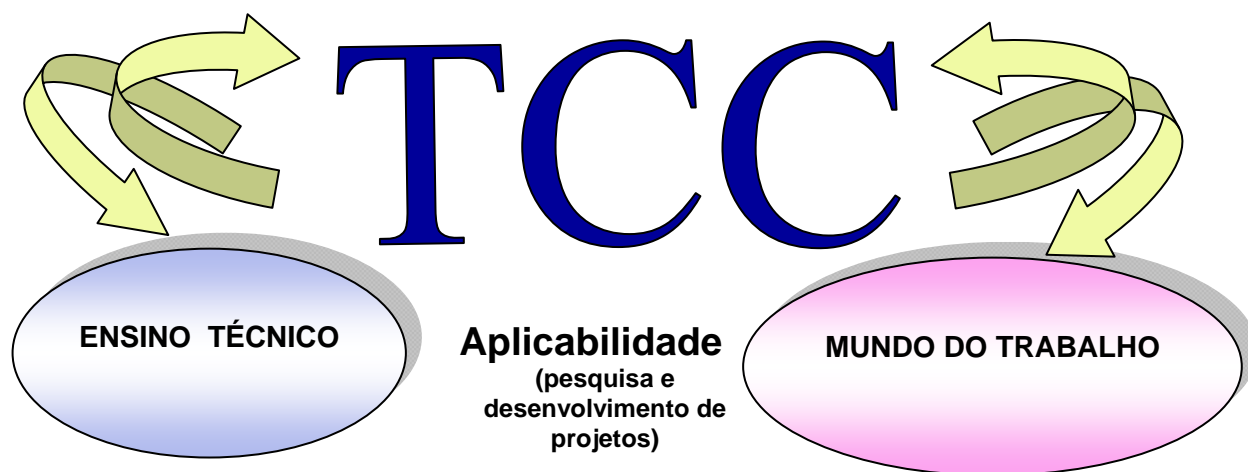 TCC
ENSINO TÉCNICO
Aplicabilidade
(pesquisa e
desenvolvimento de
projetos)
MUNDO DO TRABALHO